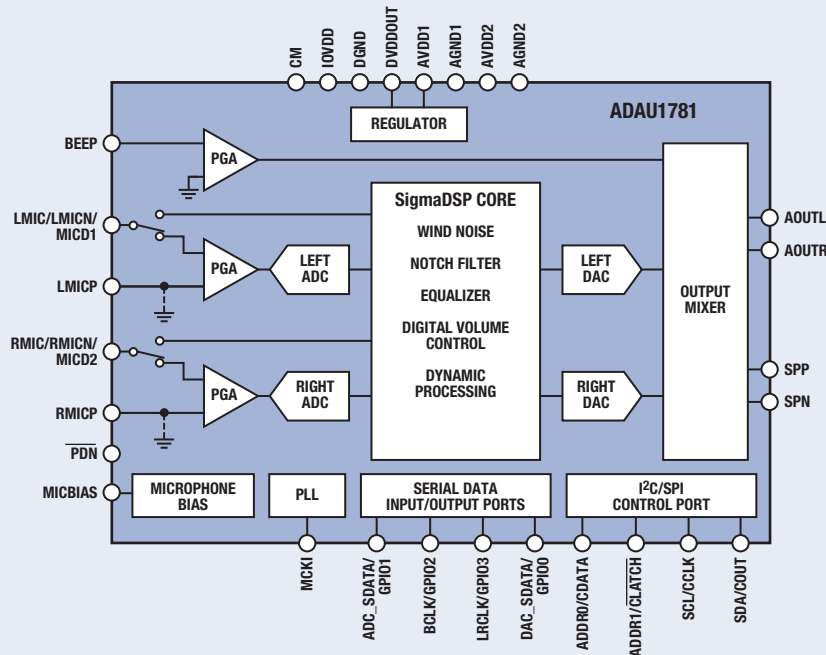 CM
IOVDD
DGND
DVDDOUT
AVDD1
AGND1
AVDD2
AGND2
ADAU1781
REGULATOR
BEEP
PGA
SigmaDSP CORE
WIND NOISE
NOTCH FILTER
EQUALIZER
DIGITAL VOLUME
CONTROL
DYNAMIC
PROCESSING
LMIC/LMICN/
MICD1
PGA
LEFT
ADC
LEFT
DAC
OUTPUT
MIXER
AOUTL
AOUTR
LMICP
RMIC/RMICN/
MICD2
PGA
RIGHT
ADC
RIGHT
DAC
SPP
SPN
RMICP
PDN
MICBIAS
MICROPHONE
BIAS
PLL
SERIAL DATA
INPUT/OUTPUT PORTS
I²C/SPI
CONTROL PORT
MCKI
ADC_SDATA/
GPIO1
BCLK/GPIO2
LRCLK/GPIO3
DAC_SDATA/
GPIO0
ADDR0/CDATA
ADDR1/CLATCH
SCL/CCLK
SDA/COUT